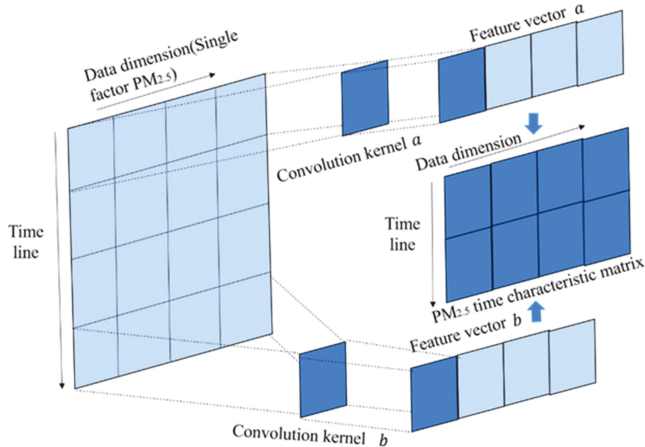 Feature vector a
Data dimension(Single
factor PM2.5)
Convolution kernel a
Data dimension
Time
line
Time
line
PM2.5 time characteristic matrix
Feature vector b
Convolution kernel b